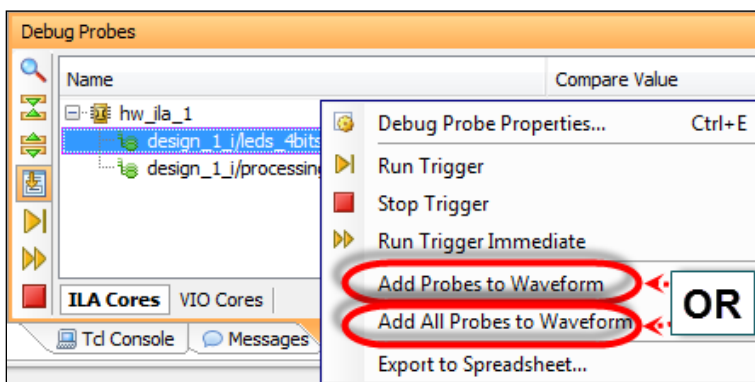 Debug Probes
Name Compare Value
hw_ila_1
design_1_i/leds_4bits
design_1_i/processing
Debug Probe Properties... Ctrl+E
Run Trigger
Stop Trigger
Run Trigger Immediate
Add Probes to Waveform
Add All Probes to Waveform
OR
Export to Spreadsheet...
ILA Cores VIO Cores
Tcl Console Messages